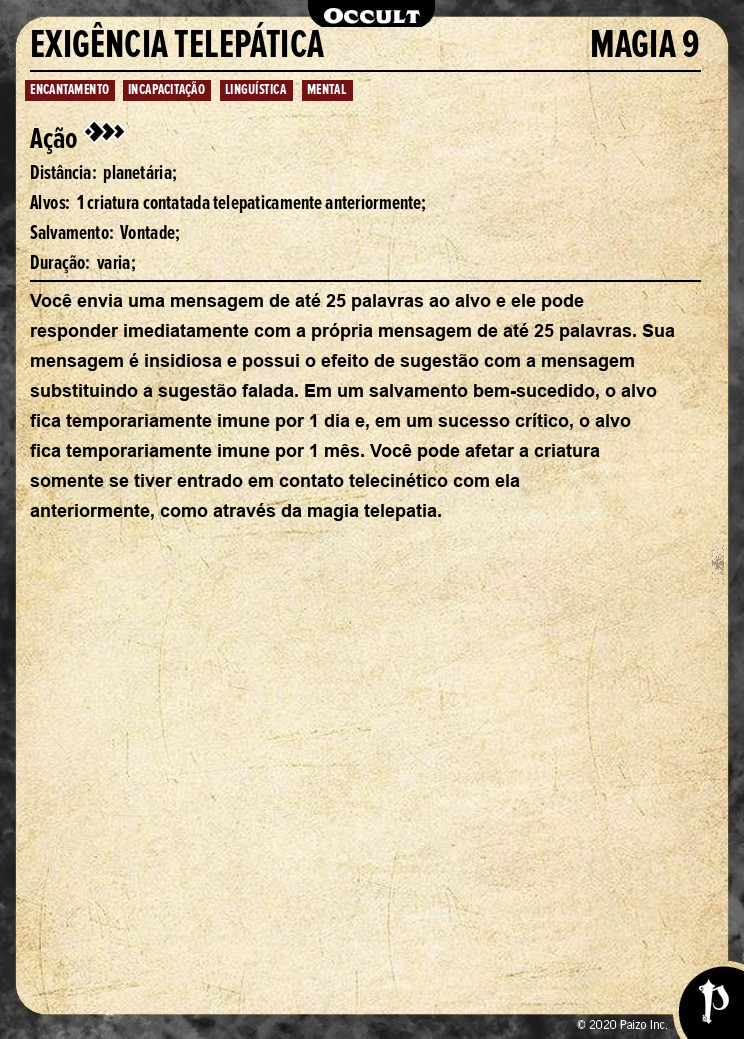 OCCULT
EXIGÊNCIA TELEPÁTICA MAGIA 9
ENCANTAMENTO INCAPACITAÇÃO LINGUÍSTICA MENTAL
Ação
Distância: planetária;
Alvos: 1 criatura contatada telepaticamente anteriormente;
Salvamento: Vontade;
Duração: varia;
Você envia uma mensagem de até 25 palavras ao alvo e ele pode
responder imediatamente com a própria mensagem de até 25 palavras. Sua
mensagem é insidiosa e possui o efeito de sugestão com a mensagem
substituindo a sugestão falada. Em um salvamento bem-sucedido, o alvo
fica temporariamente imune por 1 dia e, em um sucesso crítico, o alvo
fica temporariamente imune por 1 mês. Você pode afetar a criatura
somente se tiver entrado em contato telecinético com ela
anteriormente, como através da magia telepatia.
© 2020 Paizo Inc.